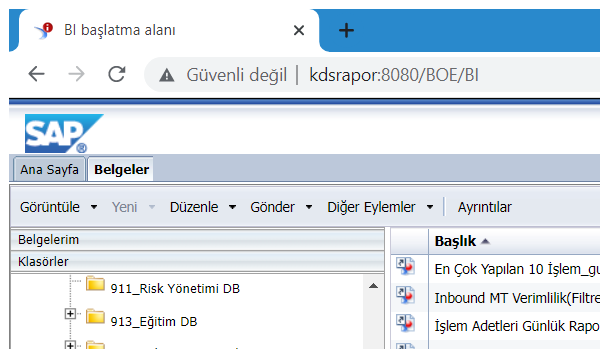 BI başlatma alanı
Güvenli değil | kdsrapor:8080/BOE/BI
SAP
Ana Sayfa Belgeler
Görüntüle Yeni Düzenle Gönder Diğer Eylemler Ayrıntılar
Belgelerim
Klasörler
911_Risk Yönetimi DB
913_Eğitim DB
Başlık
En Çok Yapılan 10 İşlem_gu
Inbound MT Verimlilik(Filtre
İşlem Adetleri Günlük Rapo